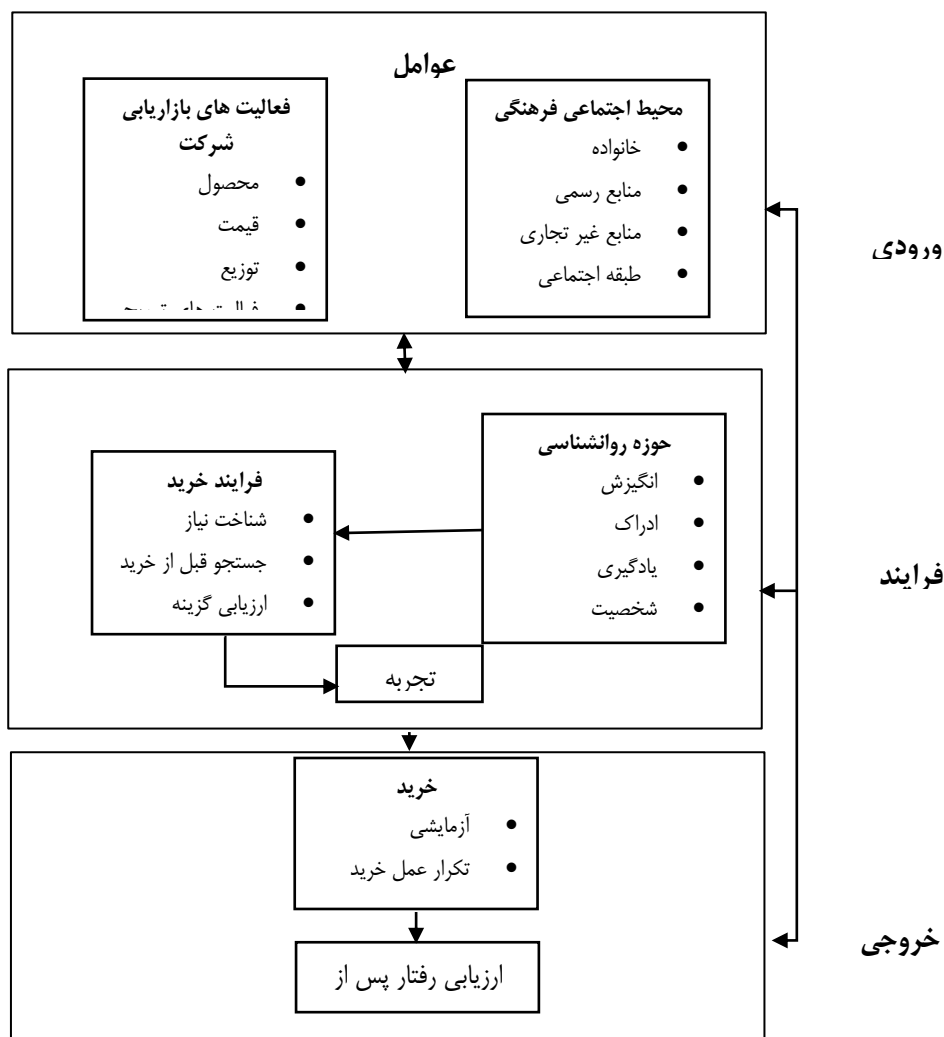 عوامل
محیط اجتماعی فرهنگی
خانواده
منابع رسمی
منابع غیر تجاری
طبقه اجتماعی
فعالیت های بازاریابی
شرکت
محصول
قیمت
توزیع
ورودی
حوزه روانشناسی
انگیزش
ادراک
یادگیری
شخصیت
فرایند خرید
شناخت نیاز
جستجو قبل از خرید
ارزیابی گزینه
تجربه
فرایند
خرید
آزمایشی
تکرار عمل خرید
ارزیابی رفتار پس از
خروجی